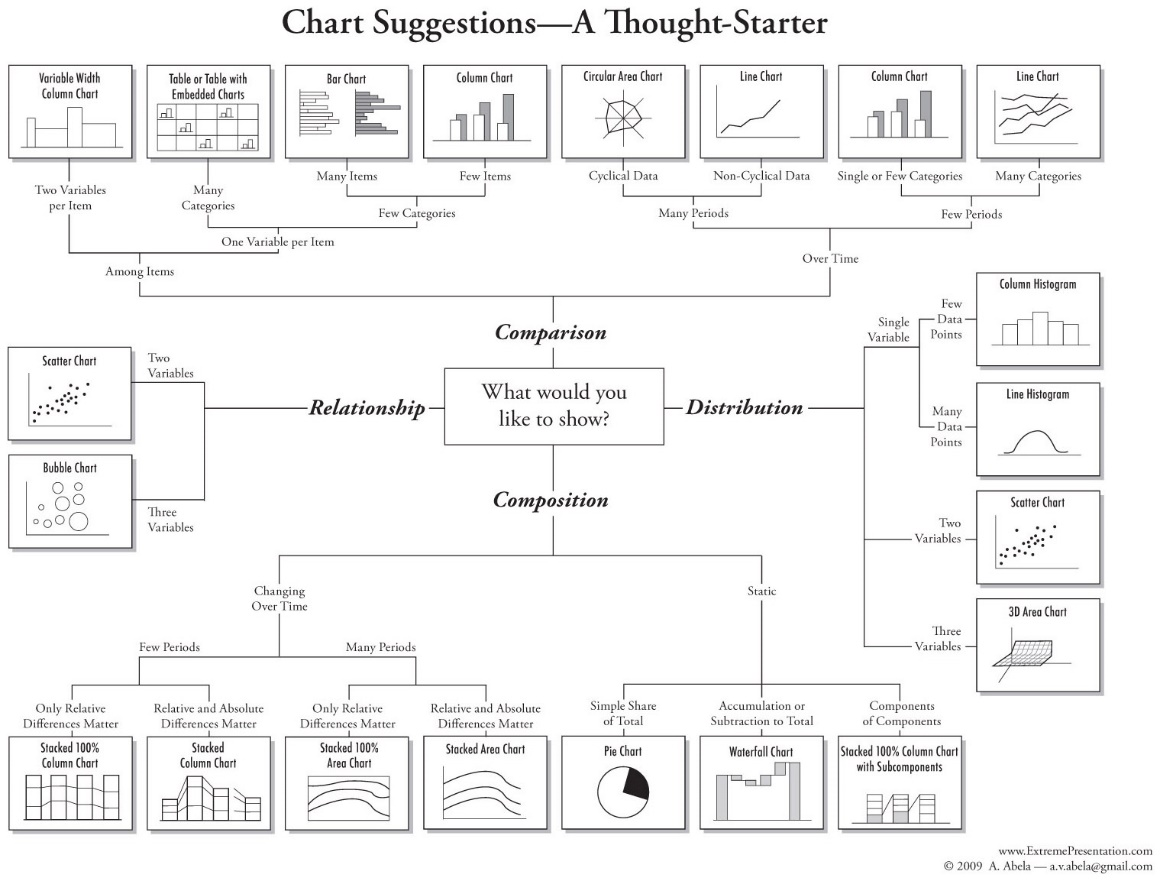 Chart Suggestions—A Thought-Starter
Variable Width
Column Chart
Table or Table with
Embedded Charts
Bar Chart
Column Chart
Circular Area Chart
Line Chart
Column Chart
Line Chart
Two Variables
per Item
Many
Categories
Many Items
Few Items
Cyclical Data
Non-Cyclical Data
Single or Few Categories
Many Categories
Few Categories
Many Periods
Few Periods
One Variable per Item
Among Items
Over Time
Comparison
What would you
like to show?
Relationship
Two
Variables
Scatter Chart
Three
Variables
Bubble Chart
Distribution
Single
Variable
Few
Data
Points
Column Histogram
Many
Data
Points
Line Histogram
Two
Variables
Scatter Chart
Three
Variables
3D Area Chart
Composition
Changing
Over Time
Static
Few Periods
Many Periods
Only Relative
Differences Matter
Relative and Absolute
Differences Matter
Only Relative
Differences Matter
Relative and Absolute
Differences Matter
Simple Share
of Total
Accumulation or
Subtraction to Total
Components
of Components
Stacked 100%
Column Chart
Stacked
Column Chart
Stacked 100%
Area Chart
Stacked Area Chart
Pie Chart
Waterfall Chart
Stacked 100% Column Chart
with Subcomponents
www.ExtremePresentation.com
© 2009 A. Abela — a.v.abela@gmail.com